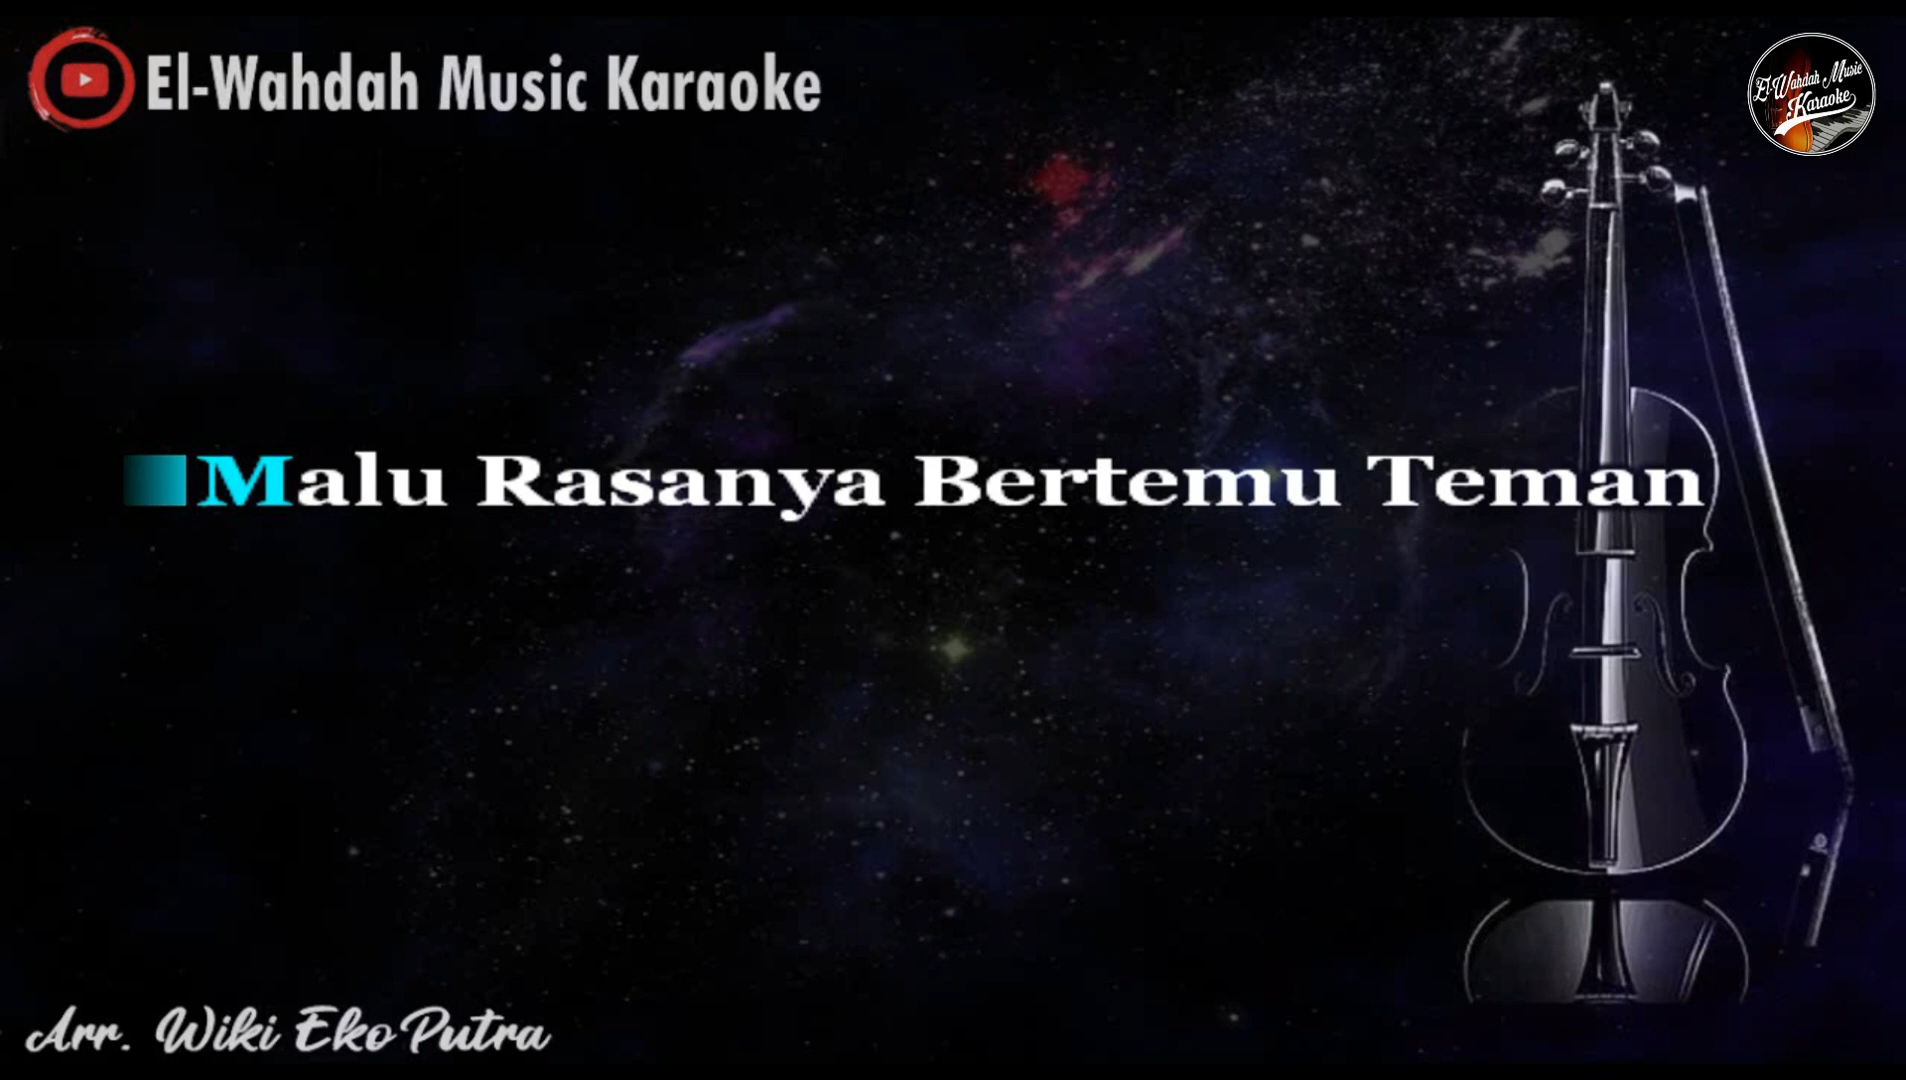 El-Wahdah Music Karaoke
El-Wahdah Music
Karaoke
Malu Rasanya Bertemu Teman
Arr. Wiki Eko Putra